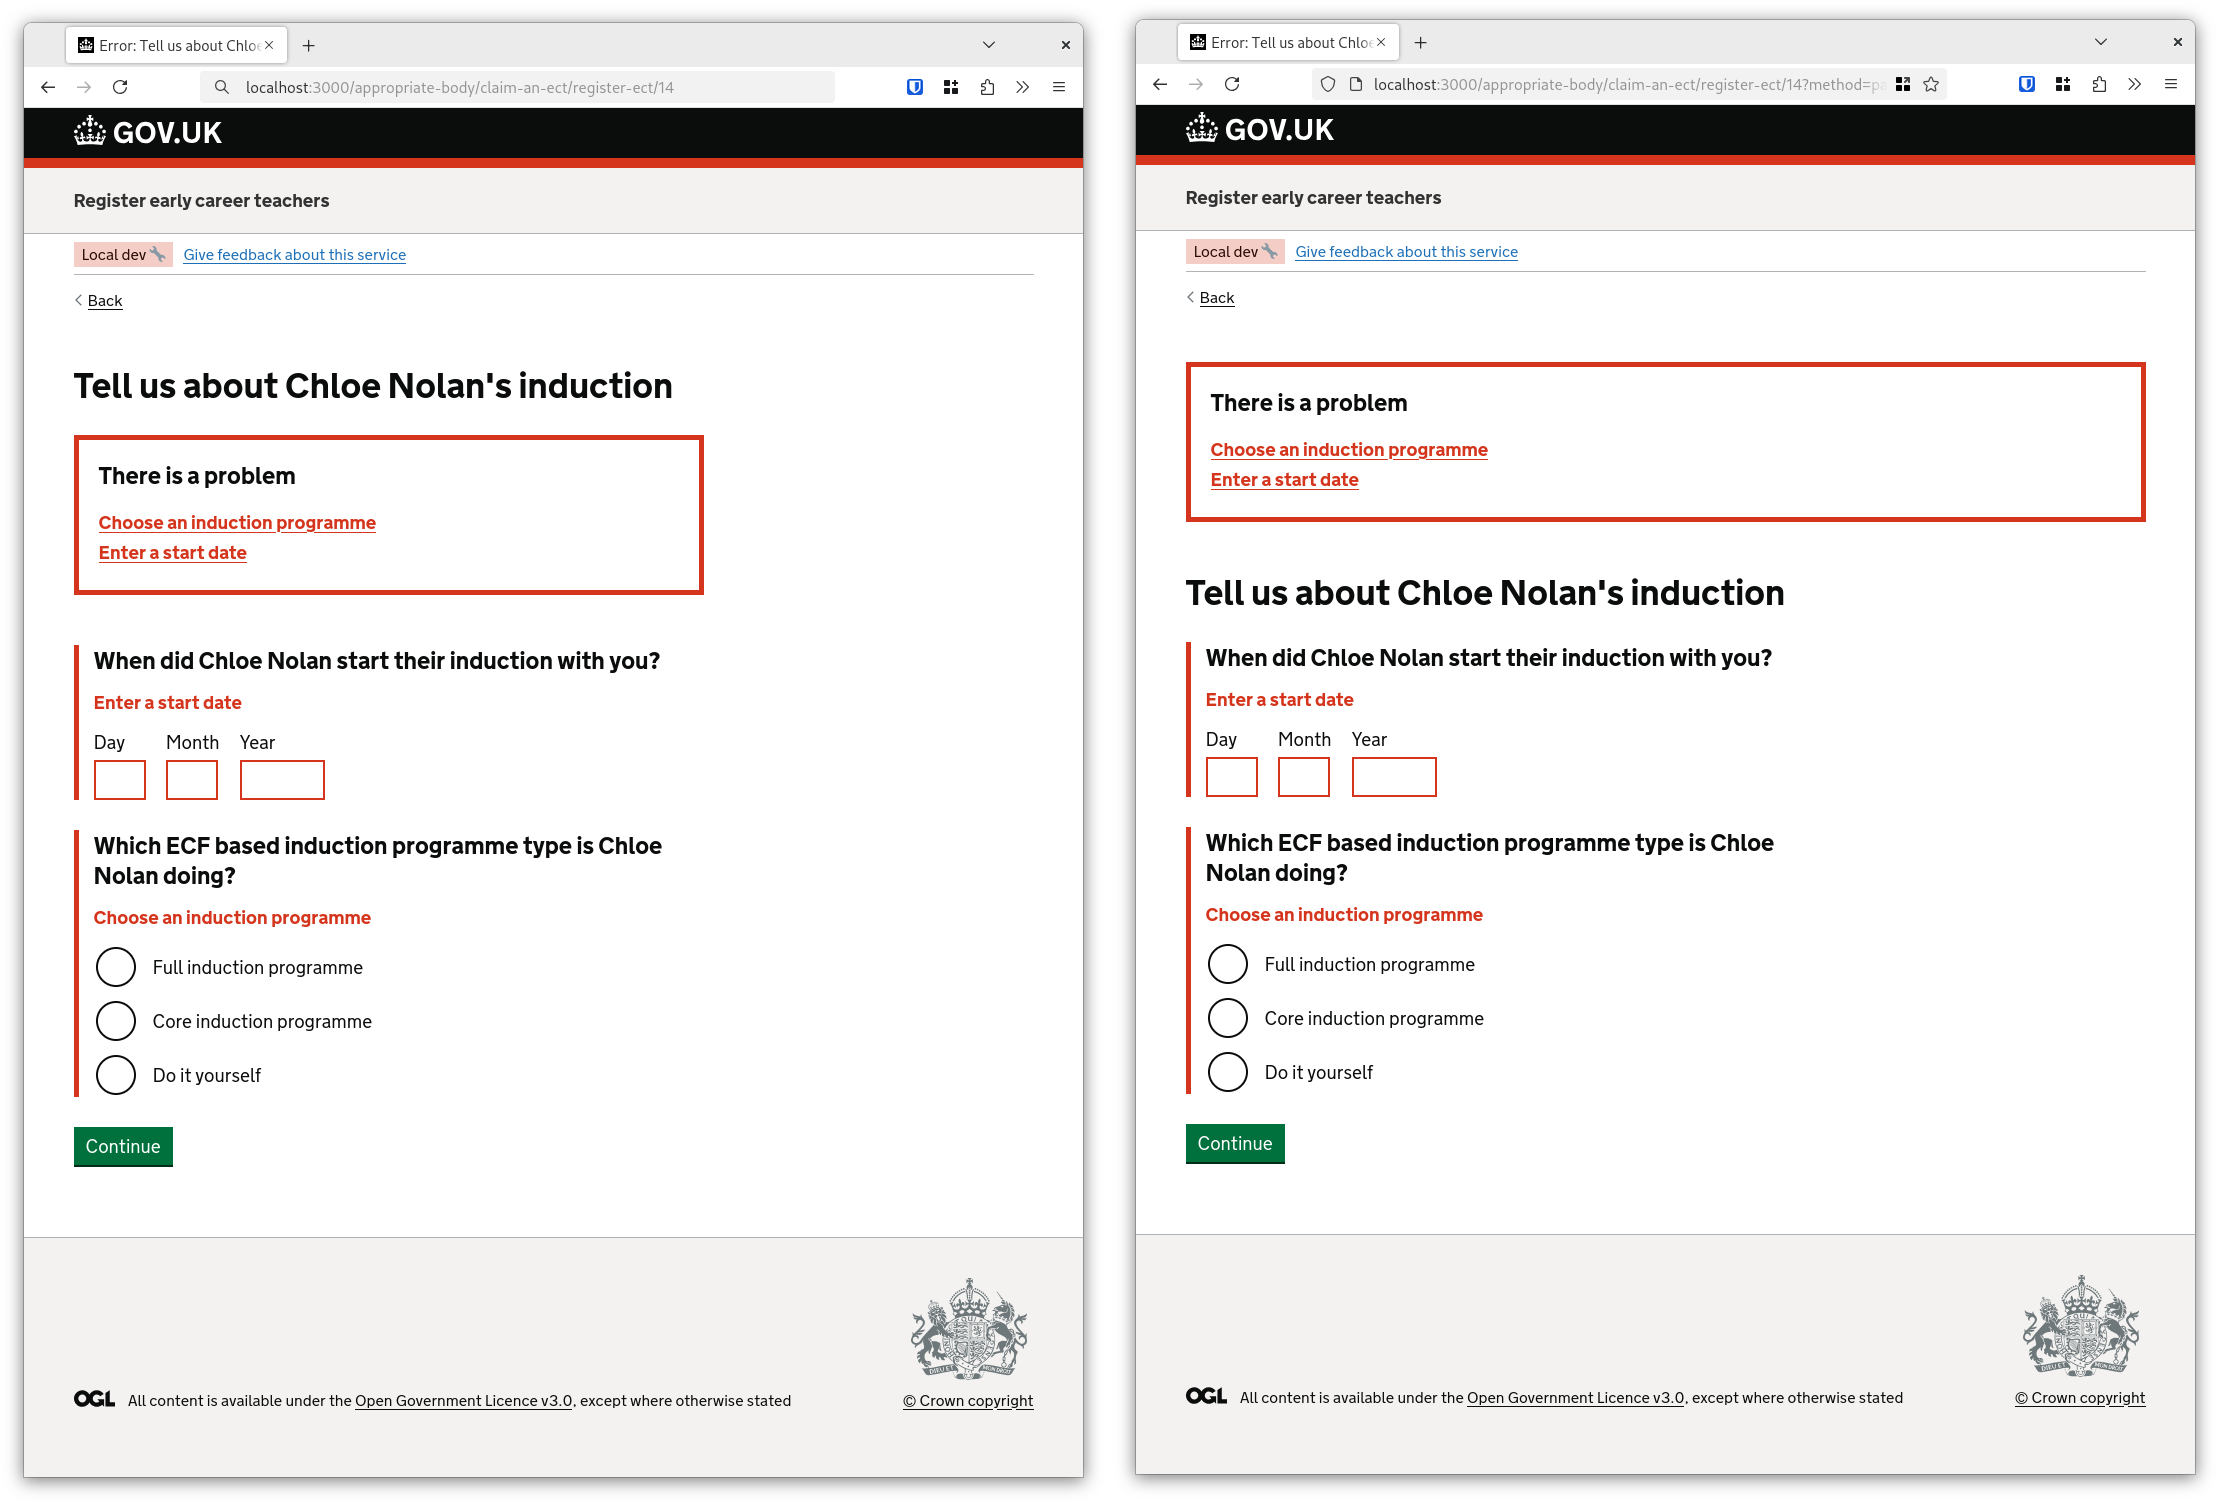 Error: Tell us about Chloe
localhost:3000/appropriate-body/claim-an-ect/register-ect/14
GOV.UK
Register early career teachers
Local dev Give feedback about this service
Back
Tell us about Chloe Nolan's induction
There is a problem
Choose an induction programme
Enter a start date
When did Chloe Nolan start their induction with you?
Enter a start date
Day Month Year
Which ECF based induction programme type is Chloe
Nolan doing?
Choose an induction programme
Full induction programme
Core induction programme
Do it yourself
Continue
OGL All content is available under the Open Government Licence v3.0, except where otherwise stated
© Crown copyright
Error: Tell us about Chloe
localhost:3000/appropriate-body/claim-an-ect/register-ect/14?method=pa
GOV.UK
Register early career teachers
Local dev Give feedback about this service
Back
There is a problem
Choose an induction programme
Enter a start date
Tell us about Chloe Nolan's induction
When did Chloe Nolan start their induction with you?
Enter a start date
Day Month Year
Which ECF based induction programme type is Chloe
Nolan doing?
Choose an induction programme
Full induction programme
Core induction programme
Do it yourself
Continue
OGL All content is available under the Open Government Licence v3.0, except where otherwise stated
© Crown copyright